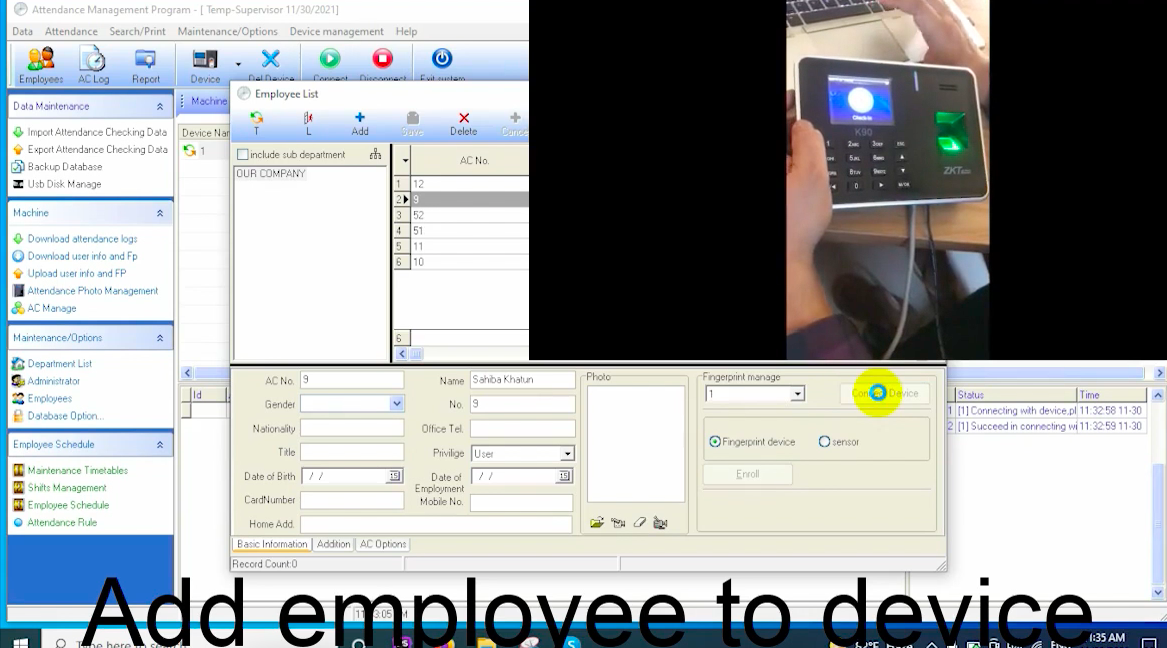 Attendance Management Program - [ Temp-Supervisor 11/30/2021]
Data Attendance Search/Print Maintenance/Options Device management Help
Employees AC Log Report Device Del Device Connect Disconnect Exit system
Data Maintenance
Import Attendance Checking Data
Export Attendance Checking Data
Backup Database
Usb Disk Manage
Machine
Download attendance logs
Download user info and Fp
Upload user info and FP
Attendance Photo Management
AC Manage
Maintenance/Options
Department List
Administrator
Employees
Database Option...
Employee Schedule
Maintenance Timetables
Shifts Management
Employee Schedule
Attendance Rule
Machine
Device Nar
1
Id
Employee List
T L Add Save Delete Cance
include sub department
OUR COMPANY
AC No.
1 12
2 9
3 52
4 51
5 11
6 10
6
AC No. 9
Name Sahiba Khatun
Gender
No. 9
Nationality
Office Tel.
Title
Privilige User
Date of Birth / / 15
Date of Employment / / 15
CardNumber
Mobile No.
Home Add.
Photo
Fingerprint manage
1
Device
Fingerprint device sensor
Enroll
Basic Information Addition AC Options
Record Count:0
Status Time
1 [1] Connecting with device,pl 11:32:58 11-30
2 [1] Succeed in connecting wi 11:32:59 11-30
Check-In
K90
ZKTeco
Add employee to device
Type here to